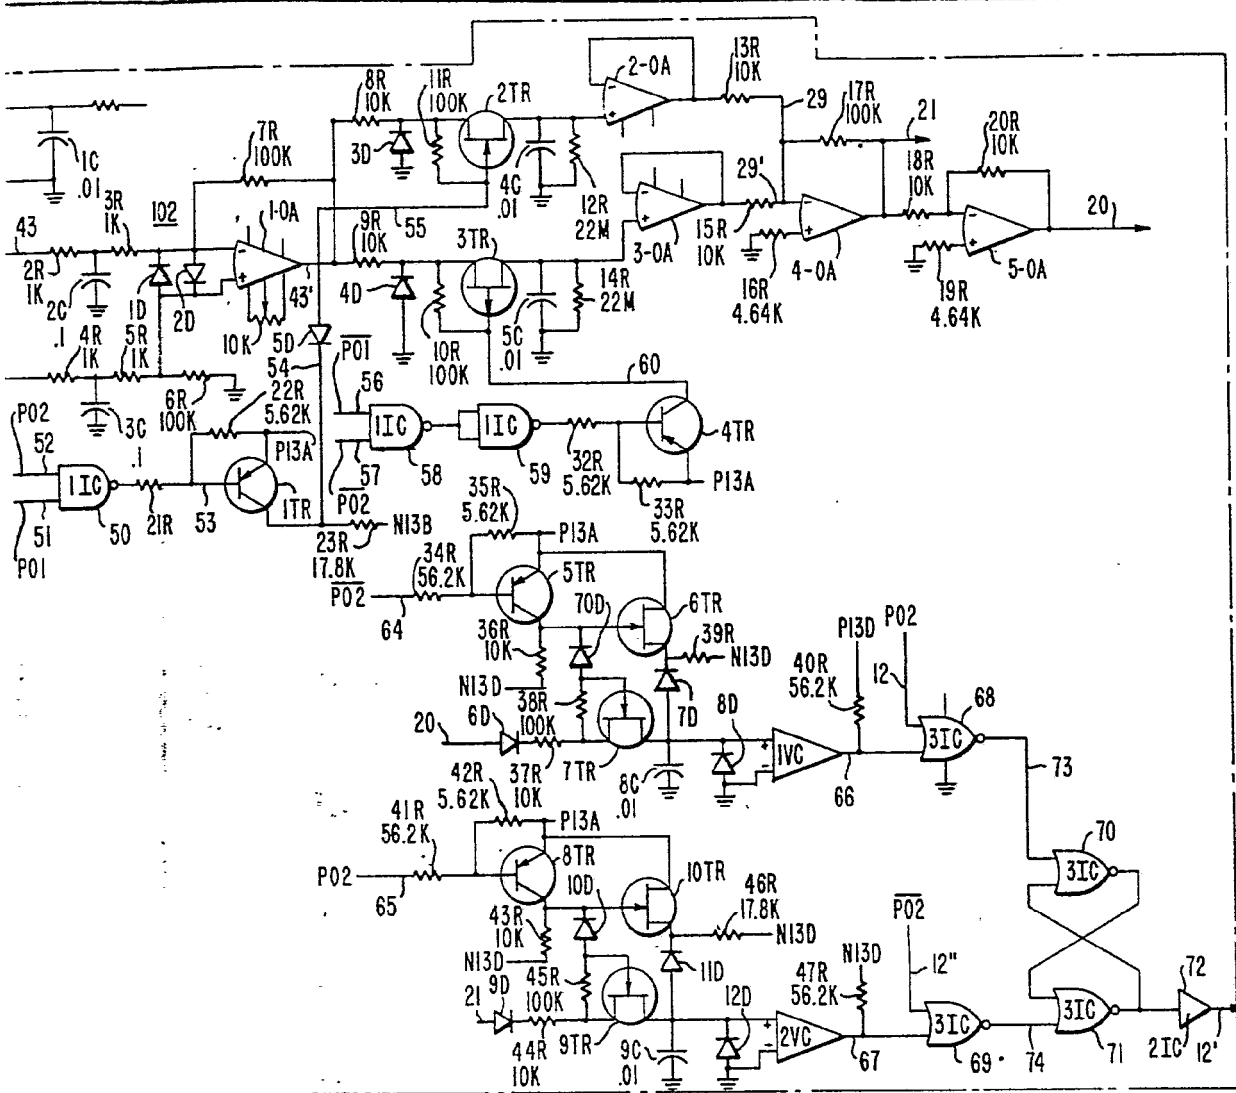 13R
10K
2-OA
8R
10K
11R
100K
2TR
29
17R
100K
21
7R
100K
3D
4C
.01
12R
22M
20R
10K
1C
.01
29'
18R
10K
3R
1K
102
1-OA
55
9R
10K
3TR
15R
10K
3-OA
4-OA
20
5-OA
43
2R
1K
2C
.1
1D
2D
43'
4D
14R
22M
16R
4.64K
19R
4.64K
10K
5D
54
P01
10R
100K
5C
.01
60
4R
1K
5R
1K
6R
100K
3C
.1
22R
5.62K
P13A
56
1IC
58
1IC
59
32R
5.62K
4TR
P02
52
57
P02
33R
5.62K
P13A
1IC
50
21R
53
1TR
51
P01
23R
17.8K
N13B
35R
5.62K
P13A
34R
56.2K
P02
64
5TR
70D
6TR
36R
10K
39R
N13D
P13D
P02
N13D
38R
100K
7D
40R
56.2K
12
68
3IC
20
6D
37R
10K
7TR
8D
8C
.01
1VC
66
73
42R
5.62K
P13A
41R
56.2K
P02
65
8TR
10D
10TR
46R
17.8K
P02
70
3IC
43R
10K
N13D
N13D
N13D
12"
9D
45R
100K
11D
47R
56.2K
72
21
44R
10K
9TR
12D
9C
.01
2VC
67
3IC
69
74
3IC
71
2IC
12'